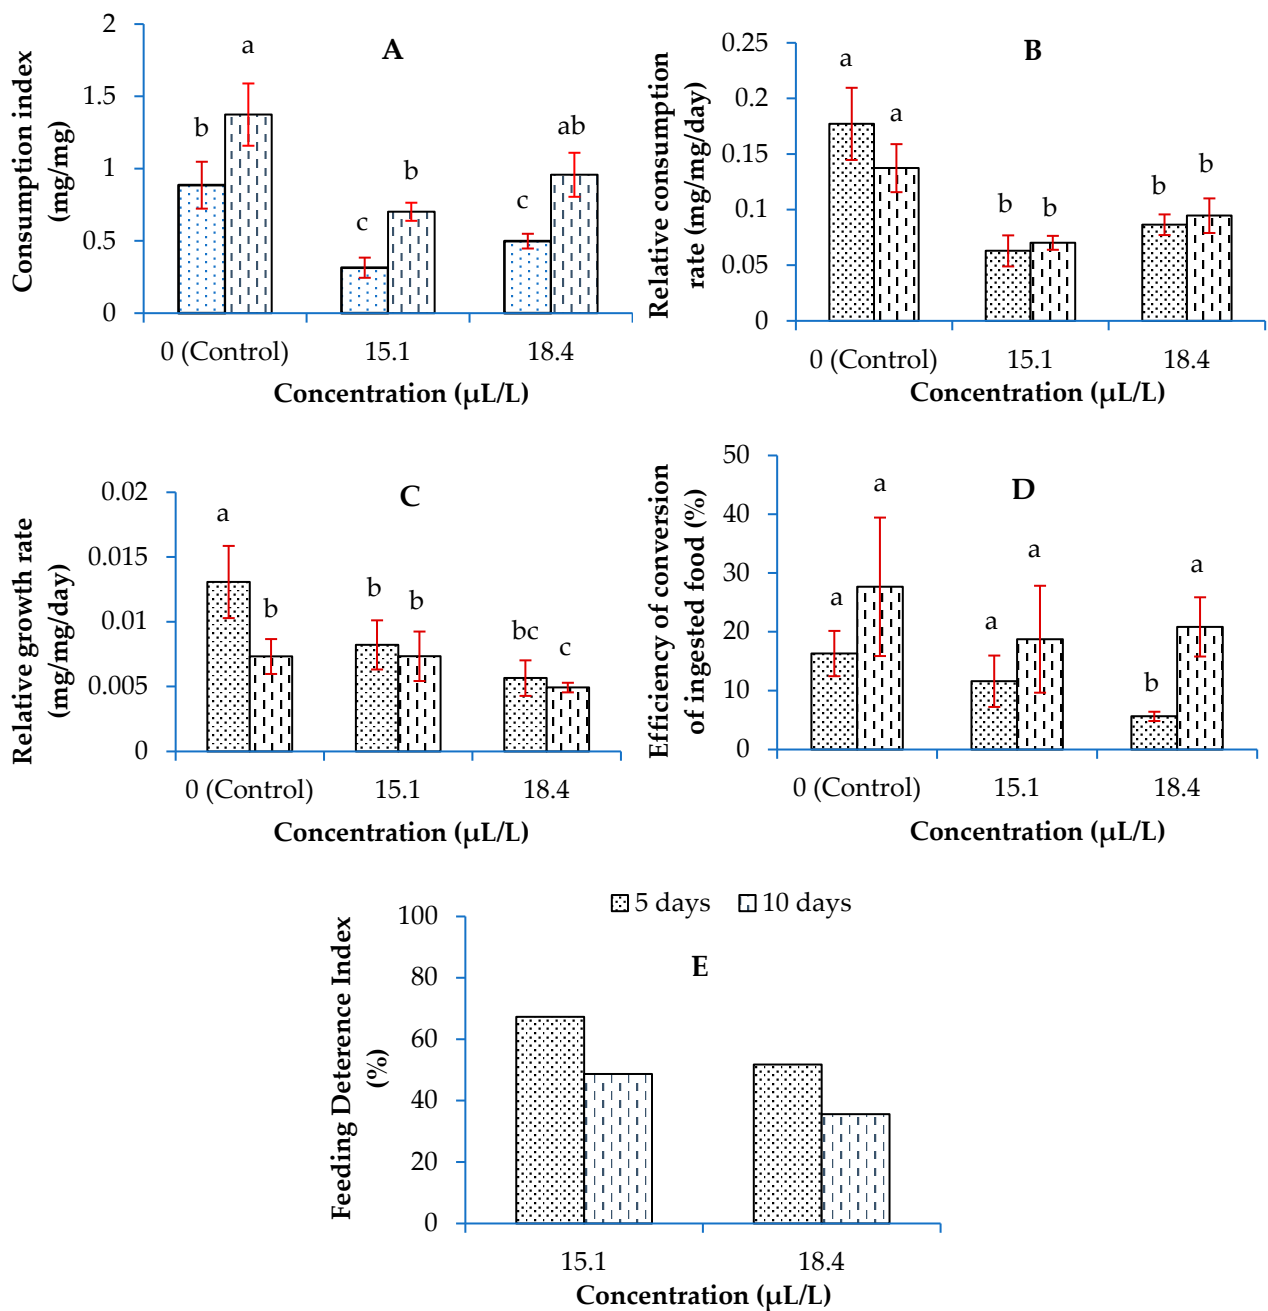 A
Consumption index
(mg/mg)
2
1.5
1
0.5
0
b
a
c
b
c
ab
0 (Control) 15.1 18.4
Concentration (µL/L)
B
Relative consumption
rate (mg/mg/day)
0.25
0.2
0.15
0.1
0.05
0
a
a
b
b
b
b
0 (Control) 15.1 18.4
Concentration (µL/L)
C
Relative growth rate
(mg/mg/day)
0.02
0.015
0.01
0.005
0
a
b
b
b
bc
c
0 (Control) 15.1 18.4
Concentration (µL/L)
D
Efficiency of conversion
of ingested food (%)
50
40
30
20
10
0
a
a
a
a
b
a
0 (Control) 15.1 18.4
Concentration (µL/L)
5 days 10 days
E
Feeding Deterence Index
(%)
100
80
60
40
20
0
15.1 18.4
Concentration (µL/L)